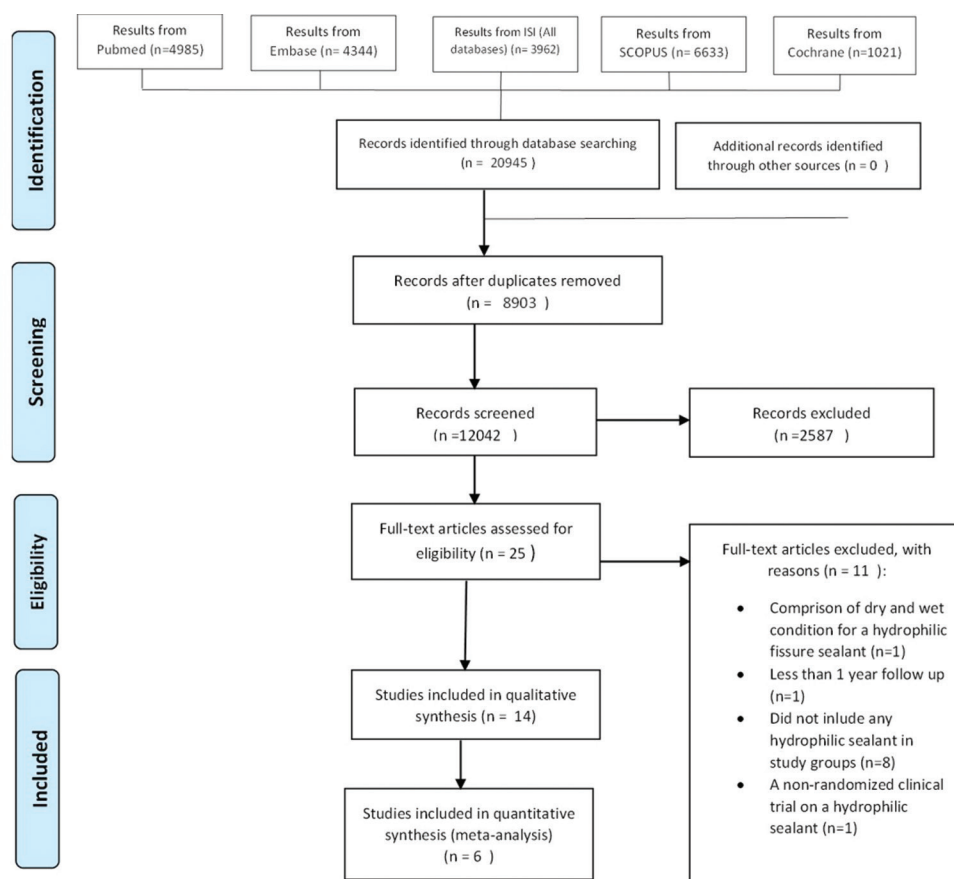 Results from
Pubmed (n=4985)
Results from
Embase (n= 4344)
Results from ISI (All
databases) (n= 3962)
Results from
SCOPUS (n= 6633)
Results from
Cochrane (n=1021)
Identification
Records identified through database searching
(n = 20945)
Additional records identified
through other sources (n = 0 )
Records after duplicates removed
(n = 8903 )
Screening
Records screened
(n =12042 )
Records excluded
(n =2587 )
Eligibility
Full-text articles assessed for
eligibility (n = 25 )
Full-text articles excluded, with
reasons (n = 11 ):
• Comprison of dry and wet
condition for a hydrophilic
fissure sealant (n=1)
• Less than 1 year follow up
(n=1)
• Did not inlude any
hydrophilic sealant in
study groups (n=8)
• A non-randomized clinical
trial on a hydrophilic
sealant (n=1)
Included
Studies included in qualitative
synthesis (n = 14)
Studies included in quantitative
synthesis (meta-analysis)
(n = 6 )